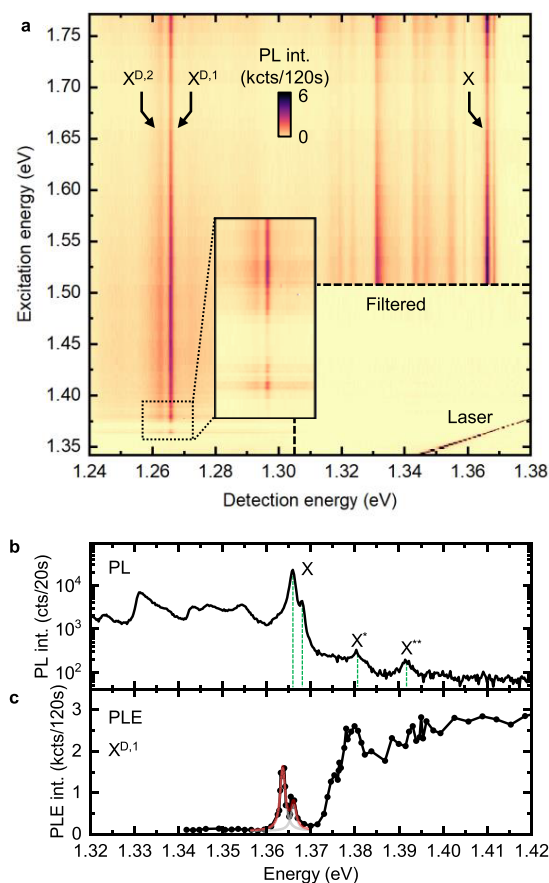 a
PL int.
(kcts/120s)
6
0
X^D,2
X^D,1
X
Filtered
Laser
Excitation energy (eV)
1.75
1.70
1.65
1.60
1.55
1.50
1.45
1.40
1.35
1.24 1.26 1.28 1.30 1.32 1.34 1.36 1.38
Detection energy (eV)
b
PL
X
X*
X**
PL int. (cts/20s)
10^4
10^3
10^2
c
PLE
X^D,1
PLE int. (kcts/120s)
3
2
1
0
1.32 1.33 1.34 1.35 1.36 1.37 1.38 1.39 1.40 1.41 1.42
Energy (eV)